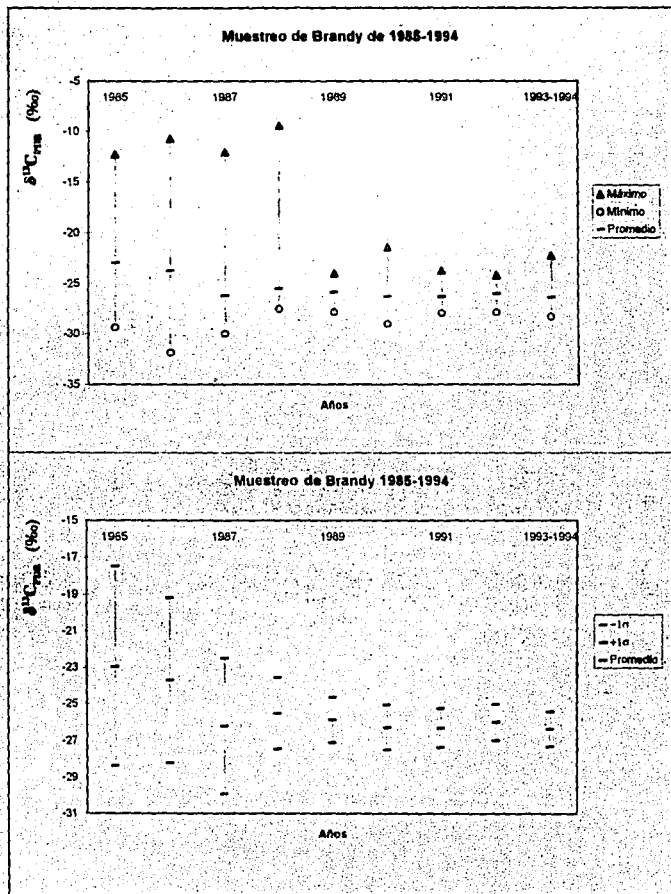 Muestreo de Brandy de 1985-1994
δ¹³C_PDB (‰)
-5
-10
-15
-20
-25
-30
-35
1985
1987
1989
1991
1993-1994
Máximo
Mínimo
Promedio
Años
Muestreo de Brandy 1985-1994
δ¹³C_PDB (‰)
-15
-17
-19
-21
-23
-25
-27
-29
-31
1985
1987
1989
1991
1993-1994
-1σ
+1σ
Promedio
Años